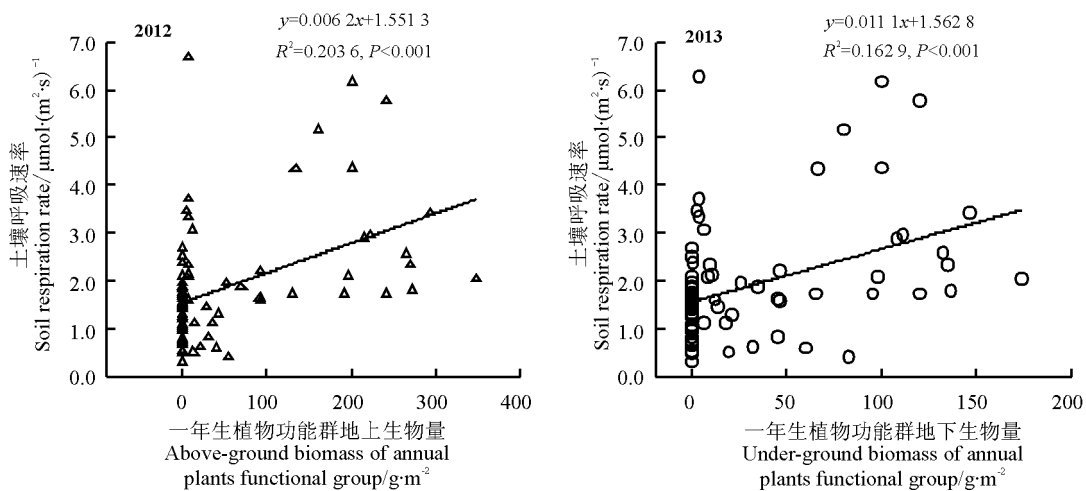 2012
y=0.006 2x+1.551 3
R²=0.203 6, P<0.001
7.0
6.0
5.0
4.0
3.0
2.0
1.0
0.0
土壤呼吸速率
Soil respiration rate/μmol·(m²·s)⁻¹
0
100
200
300
400
一年生植物功能群地上生物量
Above-ground biomass of annual
plants functional group/g·m⁻²
2013
y=0.011 1x+1.562 8
R²=0.162 9, P<0.001
7.0
6.0
5.0
4.0
3.0
2.0
1.0
0.0
土壤呼吸速率
Soil respiration rate/μmol·(m²·s)⁻¹
0
50
100
150
200
一年生植物功能群地下生物量
Under-ground biomass of annual
plants functional group/g·m⁻²